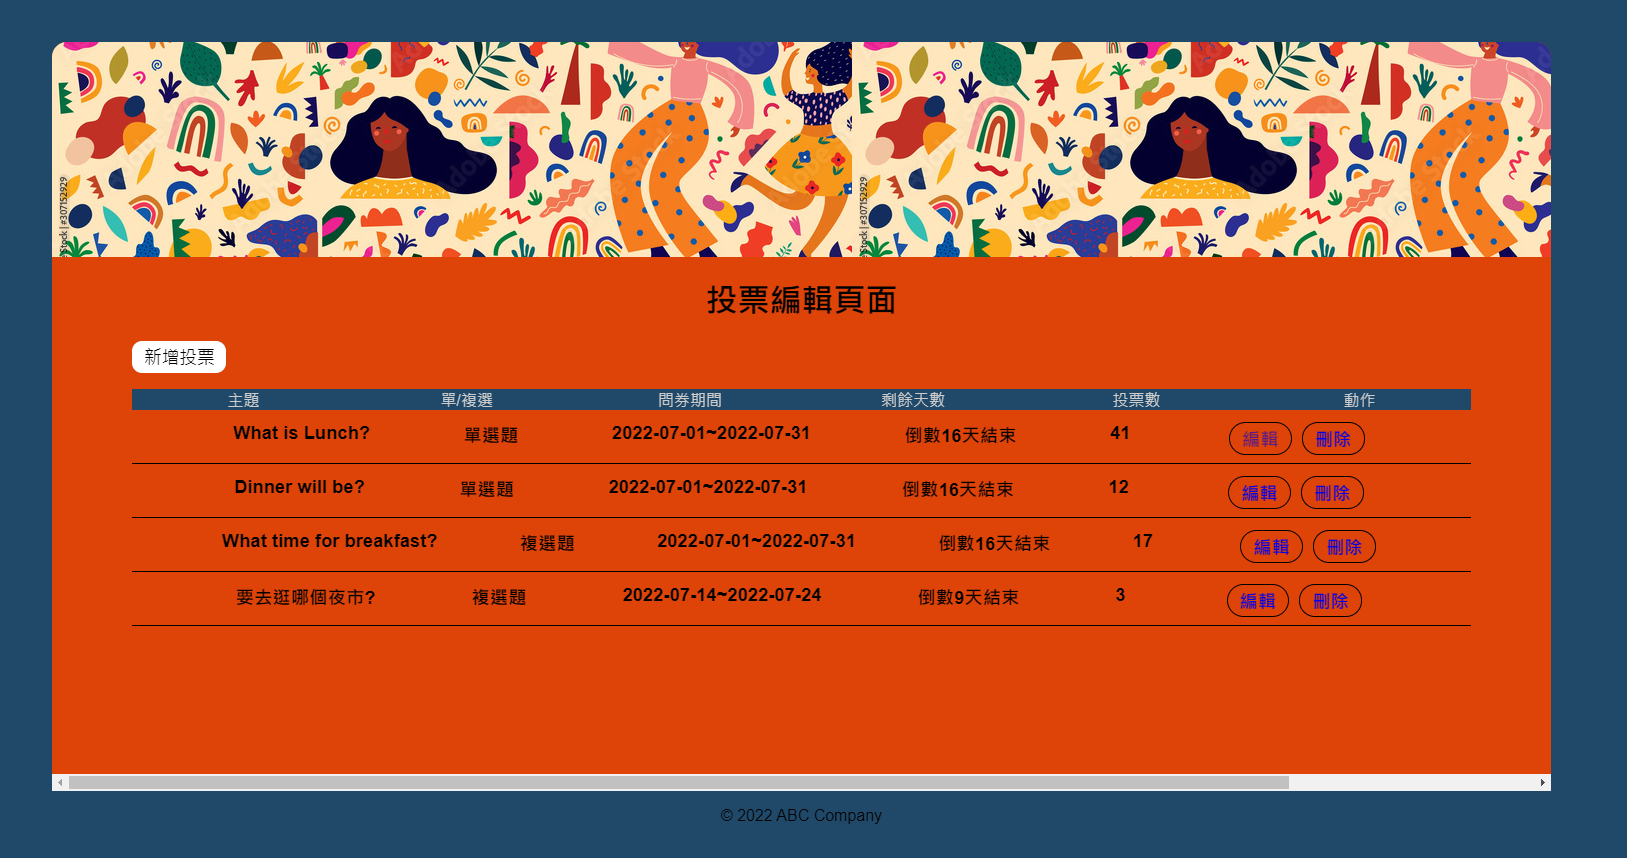 Stock | #307152929
Stock | #307152929
投票編輯頁面
新增投票
主題 單/複選 問券期間 剩餘天數 投票數 動作
What is Lunch? 單選題 2022-07-01~2022-07-31 倒數16天結束 41 編輯 刪除
Dinner will be? 單選題 2022-07-01~2022-07-31 倒數16天結束 12 編輯 刪除
What time for breakfast? 複選題 2022-07-01~2022-07-31 倒數16天結束 17 編輯 刪除
要去逛哪個夜市? 複選題 2022-07-14~2022-07-24 倒數9天結束 3 編輯 刪除
© 2022 ABC Company